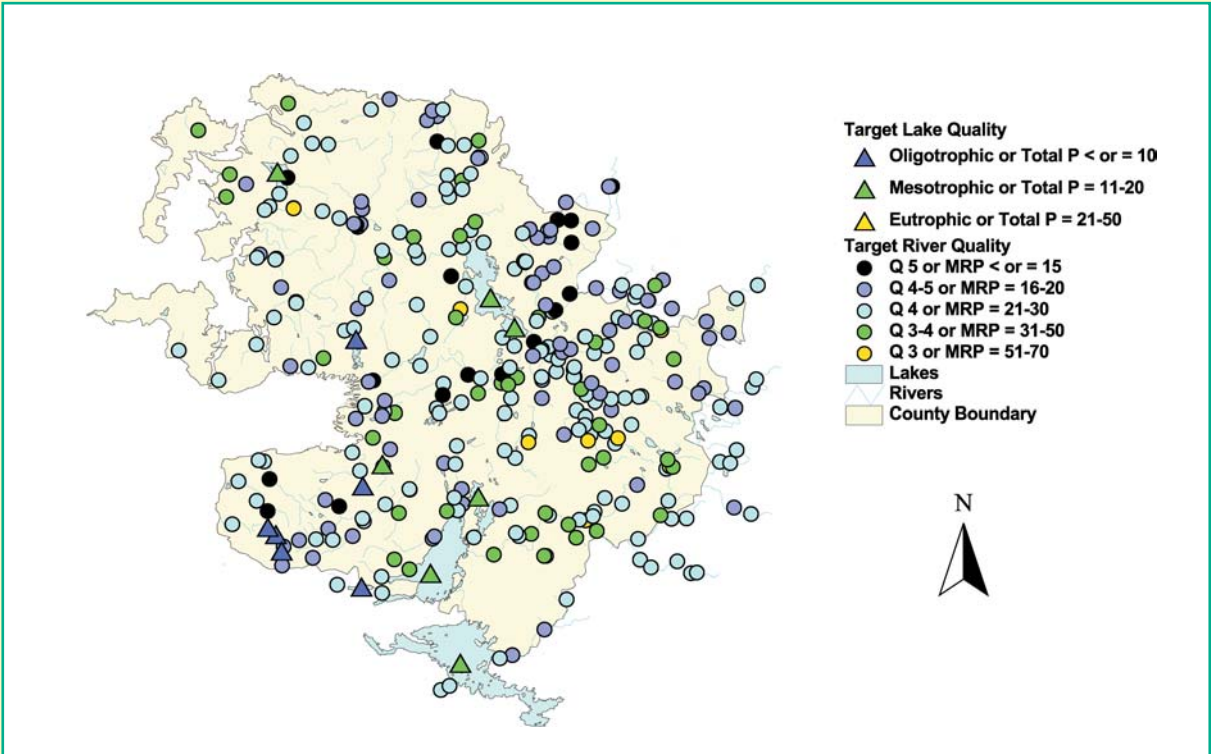 Target Lake Quality
Oligotrophic or Total P < or = 10
Mesotrophic or Total P = 11-20
Eutrophic or Total P = 21-50
Target River Quality
Q 5 or MRP < or = 15
Q 4-5 or MRP = 16-20
Q 4 or MRP = 21-30
Q 3-4 or MRP = 31-50
Q 3 or MRP = 51-70
Lakes
Rivers
County Boundary
N